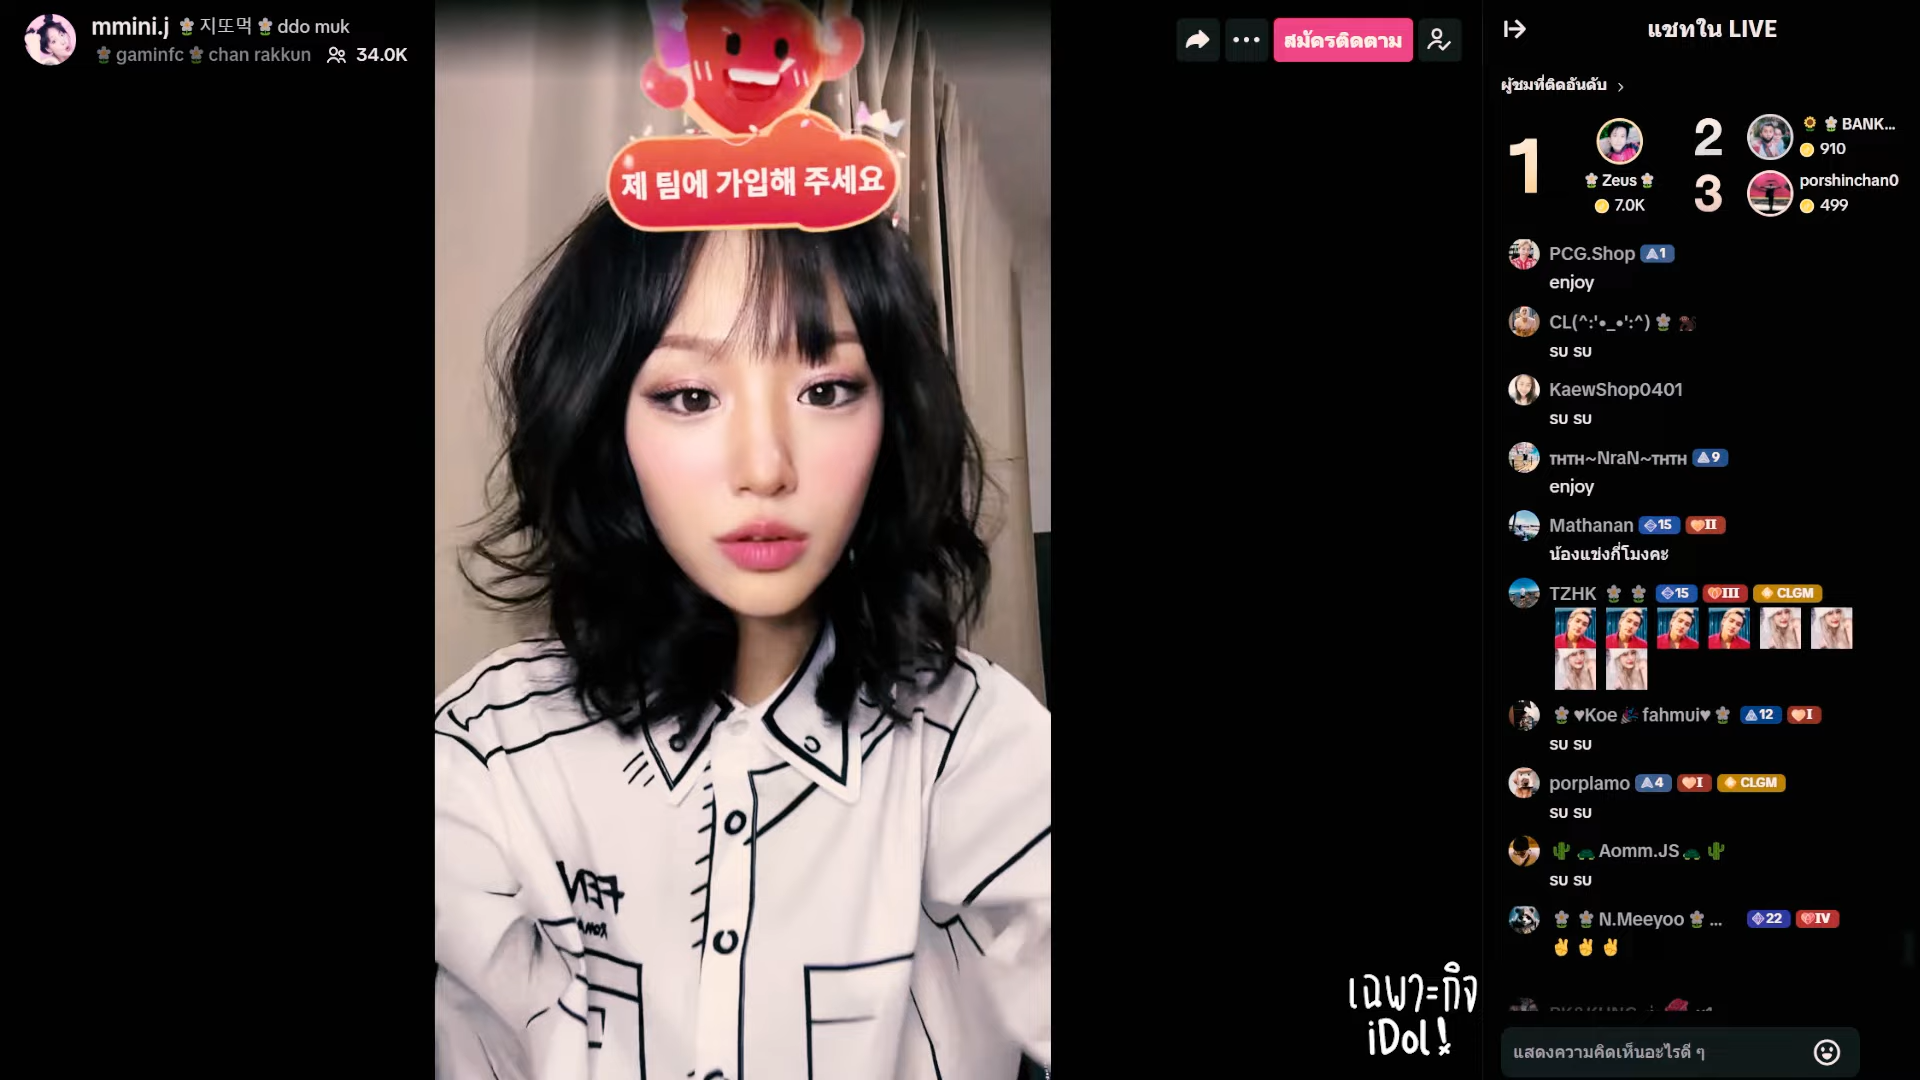 mmini.j 지또먹 ddo muk
gaminfc chan rakkun 34.0K
สมัครติดตาม
제 팀에 가입해 주세요
FEN
เฉพาะกิจ
iDol!
แชทใน LIVE
ผู้ชมที่ติดอันดับ
1
Zeus
7.0K
2
BANK...
910
3
porshinchan0
499
PCG.Shop 1
enjoy
CL(^:'•_•':^)
su su
KaewShop0401
su su
ᴛʜᴛʜ~NraN~ᴛʜᴛʜ 9
enjoy
Mathanan 15 II
น้องแข่งกี่โมงคะ
TZHK 15 III CLGM
♥Koe fahmui♥ 12 I
su su
porplamo 4 I CLGM
su su
Aomm.JS
su su
N.Meeyoo ... 22 IV
แสดงความคิดเห็นอะไรดี ๆ